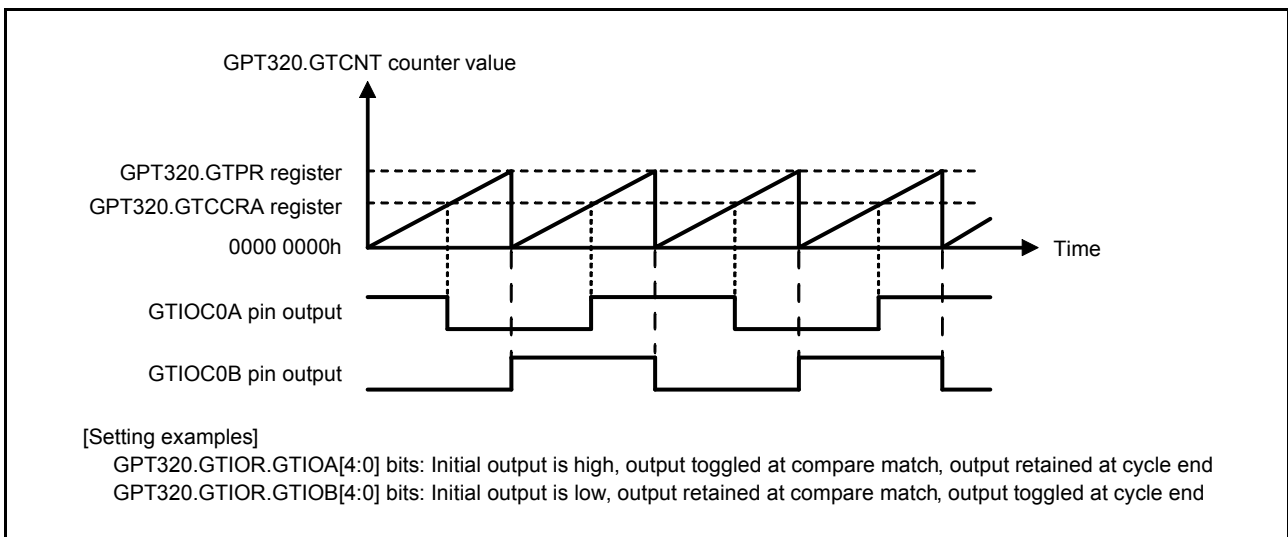 GPT320.GTCNT counter value
GPT320.GTPR register
GPT320.GTCCRA register
0000 0000h
Time
GTIOC0A pin output
GTIOC0B pin output
[Setting examples]
GPT320.GTIOR.GTIOA[4:0] bits: Initial output is high, output toggled at compare match, output retained at cycle end
GPT320.GTIOR.GTIOB[4:0] bits: Initial output is low, output retained at compare match, output toggled at cycle end